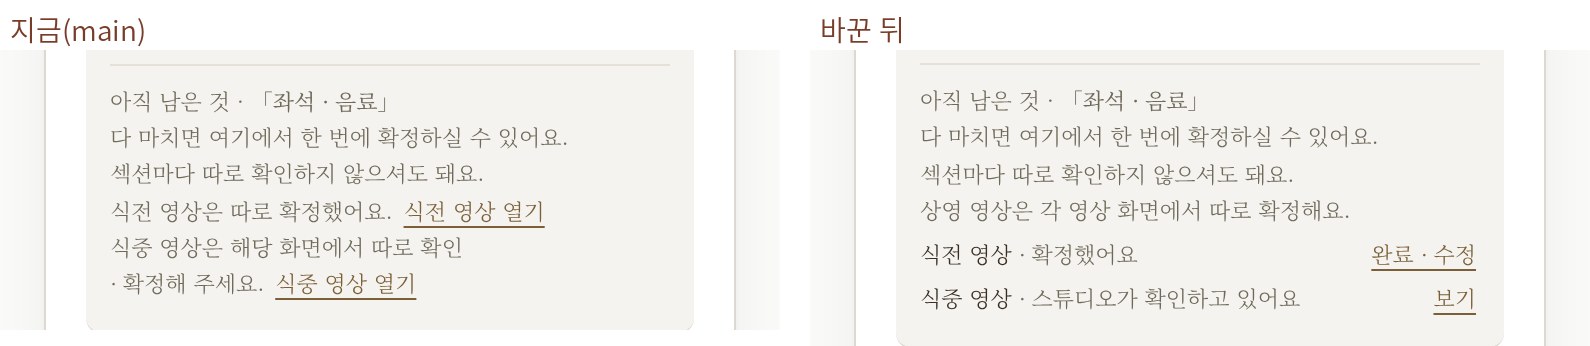 지금(main)
아직 남은 것 · 「좌석 · 음료」
다 마치면 여기에서 한 번에 확정하실 수 있어요.
섹션마다 따로 확인하지 않으셔도 돼요.
식전 영상은 따로 확정했어요. 식전 영상 열기
식중 영상은 해당 화면에서 따로 확인
· 확정해 주세요. 식중 영상 열기
바꾼 뒤
아직 남은 것 · 「좌석 · 음료」
다 마치면 여기에서 한 번에 확정하실 수 있어요.
섹션마다 따로 확인하지 않으셔도 돼요.
상영 영상은 각 영상 화면에서 따로 확정해요.
식전 영상 · 확정했어요 완료 · 수정
식중 영상 · 스튜디오가 확인하고 있어요 보기